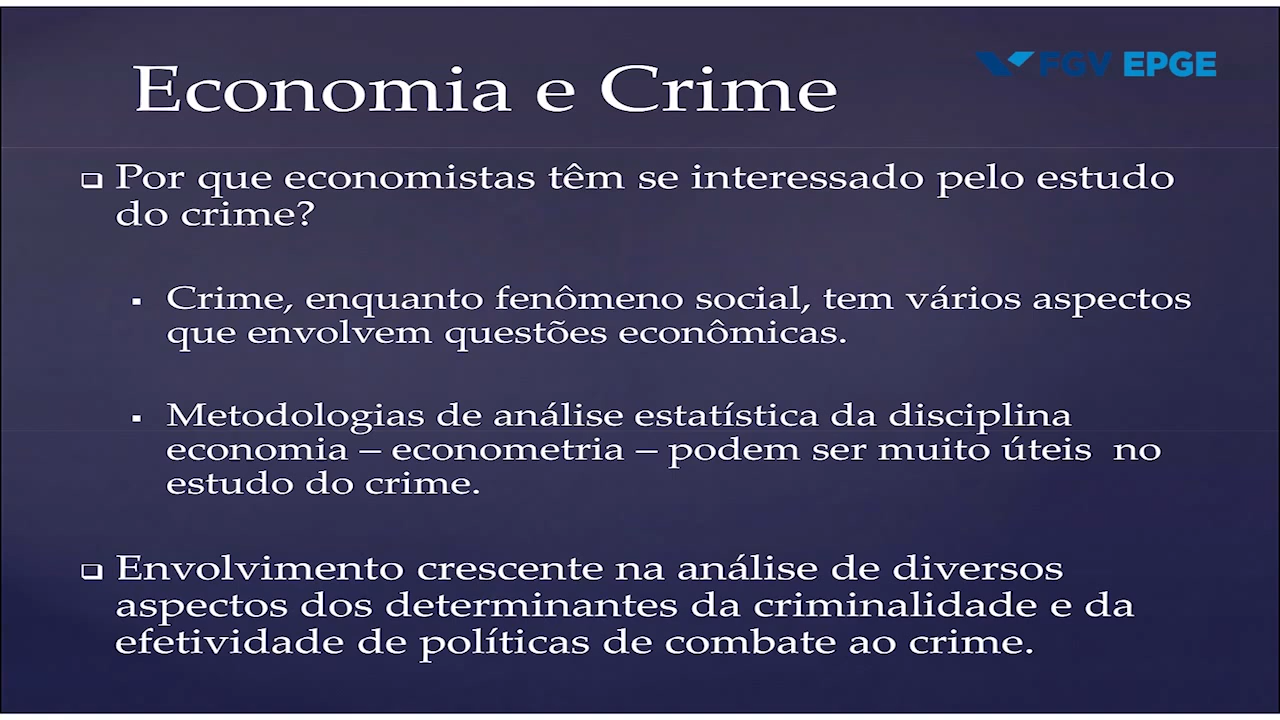 Economia e Crime
FGV EPGE
Por que economistas têm se interessado pelo estudo
do crime?
Crime, enquanto fenômeno social, tem vários aspectos
que envolvem questões econômicas.
Metodologias de análise estatística da disciplina
economia – econometria – podem ser muito úteis no
estudo do crime.
Envolvimento crescente na análise de diversos
aspectos dos determinantes da criminalidade e da
efetividade de políticas de combate ao crime.